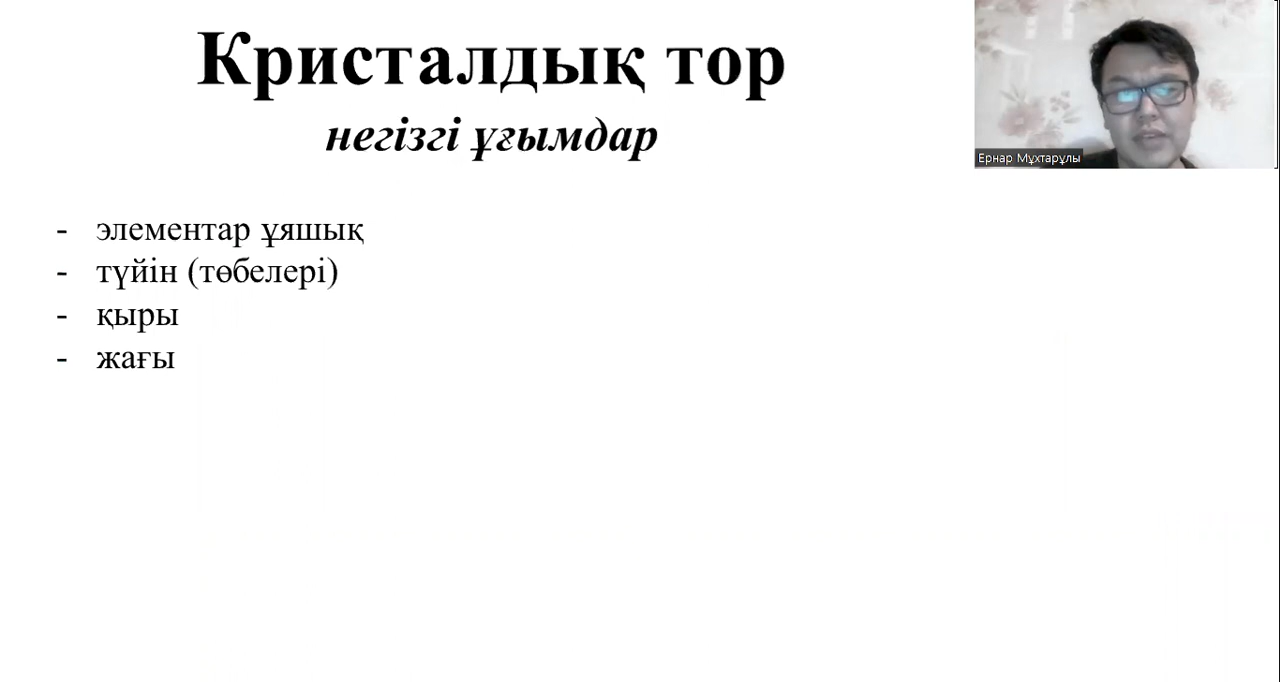 Кристалдық тор
негізгі ұғымдар
Ернар Мұхтарұлы
- элементар ұяшық
- түйін (төбелері)
- қыры
- жағы